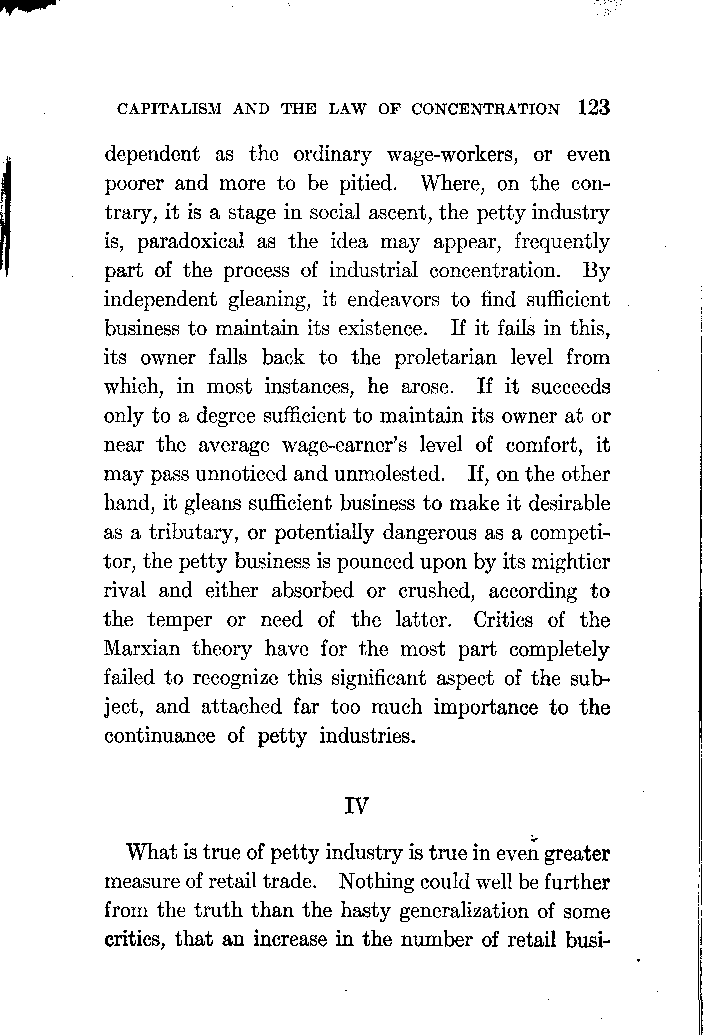 CAPITALISM AND THE LAW OF CONCENTRATION 123
dependent as the ordinary wage-workers, or even
poorer and more to be pitied. Where, on the con-
trary, it is a stage in social ascent, the petty industry
is, paradoxical as the idea may appear, frequently
part of the process of industrial concentration. By
independent gleaning, it endeavors to find sufficient
business to maintain its existence. If it fails in this,
its owner falls back to the proletarian level from
which, in most instances, he arose. If it succeeds
only to a degree sufficient to maintain its owner at or
near the average wage-earner's level of comfort, it
may pass unnoticed and unmolested. If, on the other
hand, it gleans sufficient business to make it desirable
as a tributary, or potentially dangerous as a competi-
tor, the petty business is pounced upon by its mightier
rival and either absorbed or crushed, according to
the temper or need of the latter. Critics of the
Marxian theory have for the most part completely
failed to recognize this significant aspect of the sub-
ject, and attached far too much importance to the
continuance of petty industries.
IV
What is true of petty industry is true in even greater
measure of retail trade. Nothing could well be further
from the truth than the hasty generalization of some
critics, that an increase in the number of retail busi-